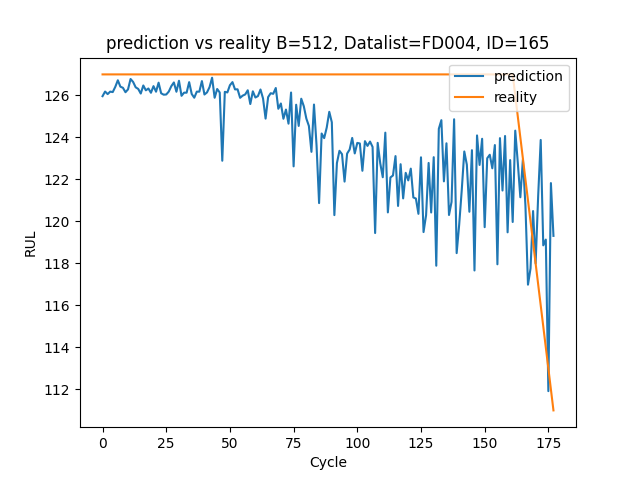 prediction vs reality B=512, Datalist=FD004, ID=165
prediction
reality
RUL
126
124
122
120
118
116
114
112
0 25 50 75 100 125 150 175
Cycle